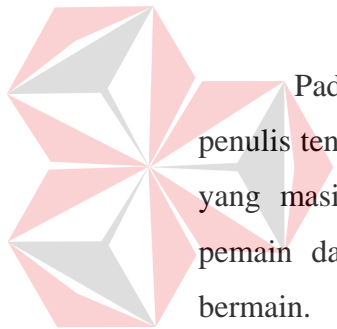 Pad
penulis ten
yang masi
pemain da
bermain.